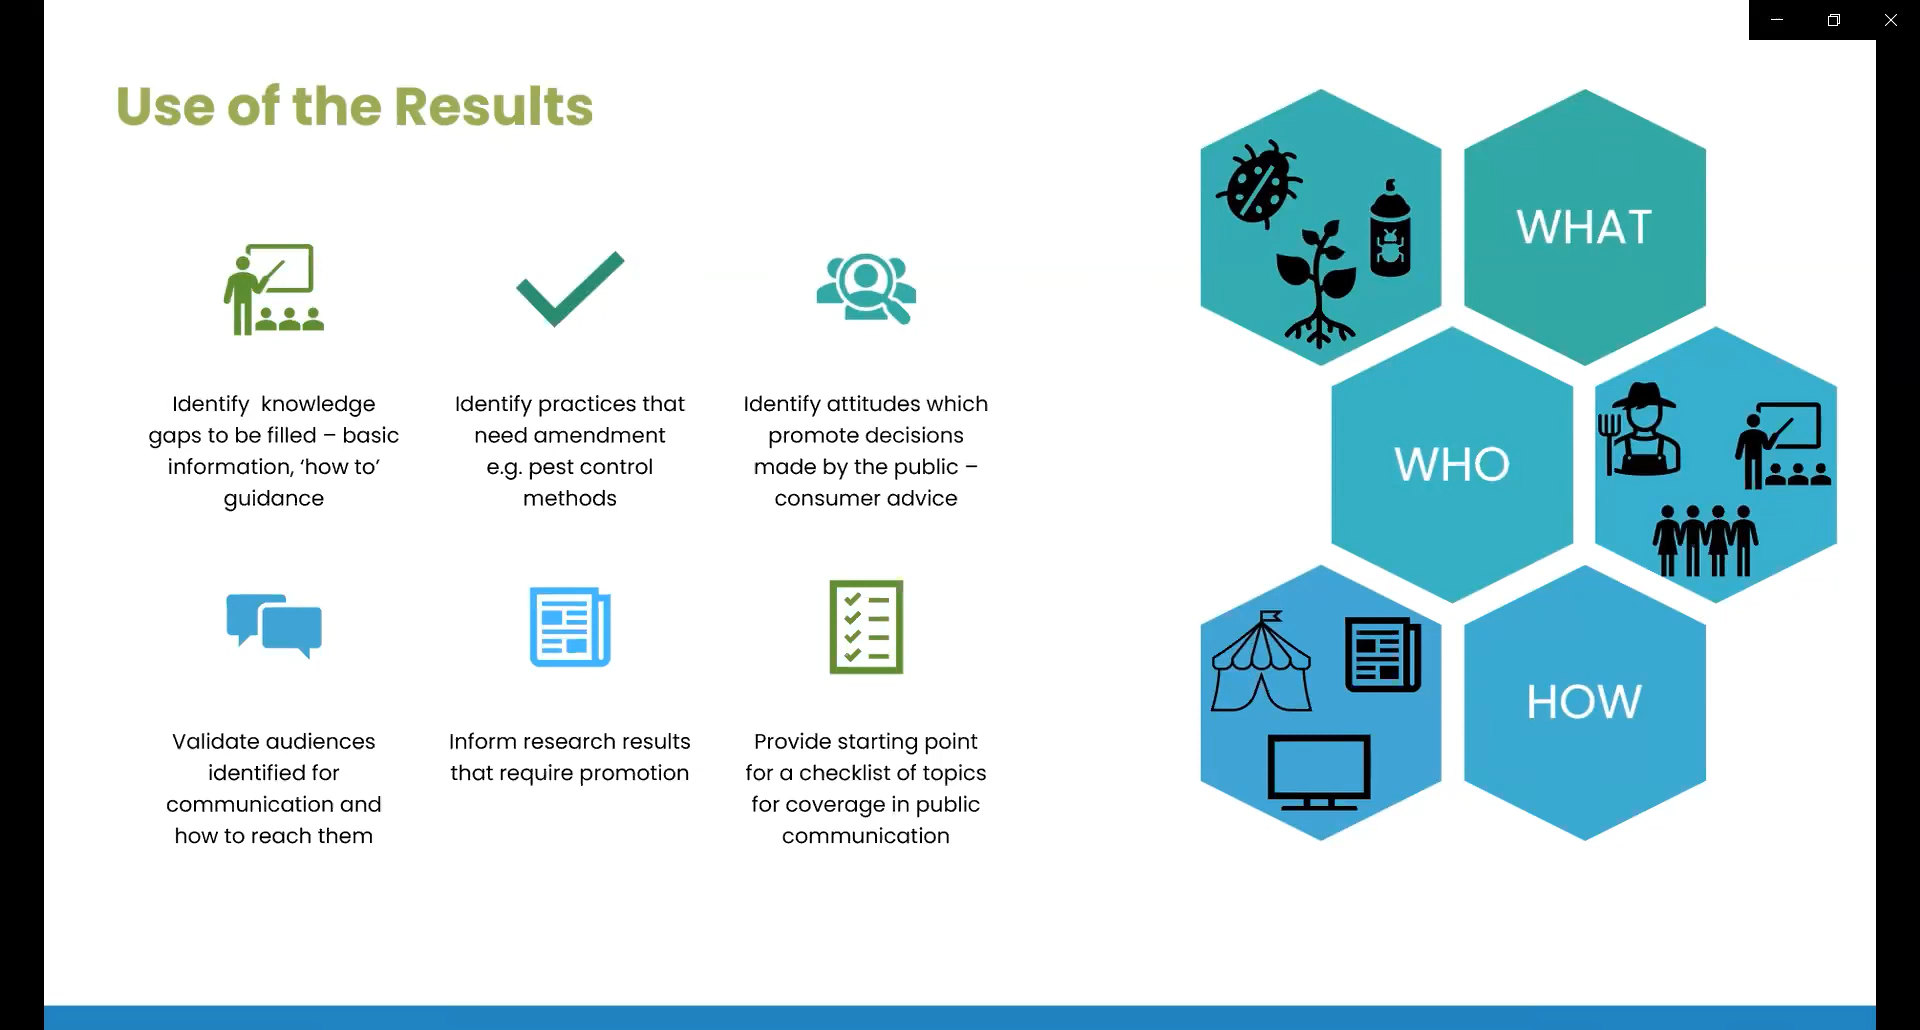 Use of the Results
Identify  knowledge
gaps to be filled – basic
information, ‘how to’
guidance
Identify practices that
need amendment
e.g. pest control
methods
Identify attitudes which
promote decisions
made by the public –
consumer advice
Validate audiences
identified for
communication and
how to reach them
Inform research results
that require promotion
Provide starting point
for a checklist of topics
for coverage in public
communication
WHAT
WHO
HOW